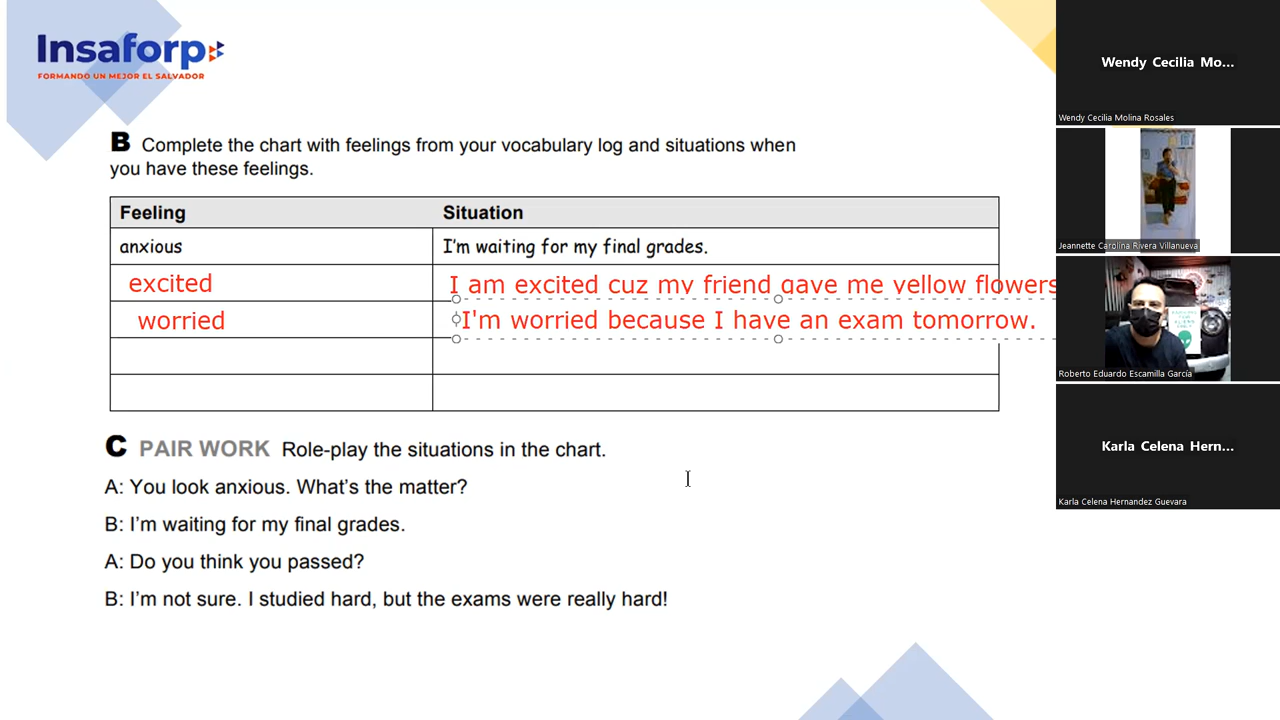 Insaforp
FORMANDO UN MEJOR EL SALVADOR
B Complete the chart with feelings from your vocabulary log and situations when
you have these feelings.
Feeling Situation
anxious I'm waiting for my final grades.
excited I am excited cuz my friend gave me yellow flowers
worried I'm worried because I have an exam tomorrow.
C PAIR WORK Role-play the situations in the chart.
A: You look anxious. What's the matter?
B: I'm waiting for my final grades.
A: Do you think you passed?
B: I'm not sure. I studied hard, but the exams were really hard!
Wendy Cecilia Mo...
Wendy Cecilia Molina Rosales
Jeannette Carolina Rivera Villanueva
Roberto Eduardo Escamilla García
Karla Celena Hern...
Karla Celena Hernandez Guevara